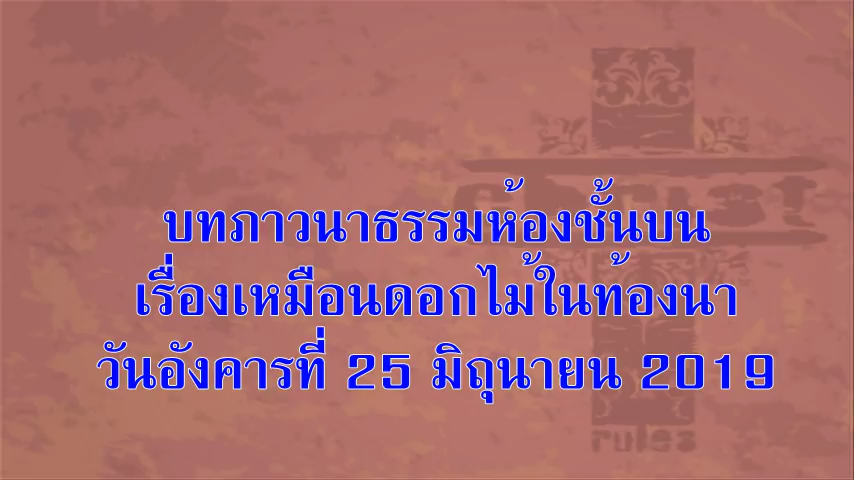 บทภาวนาธรรมห้องชั้นบน
เรื่องเหมือนดอกไม้ในท้องนา
วันอังคารที่ 25 มิถุนายน 2019
rules